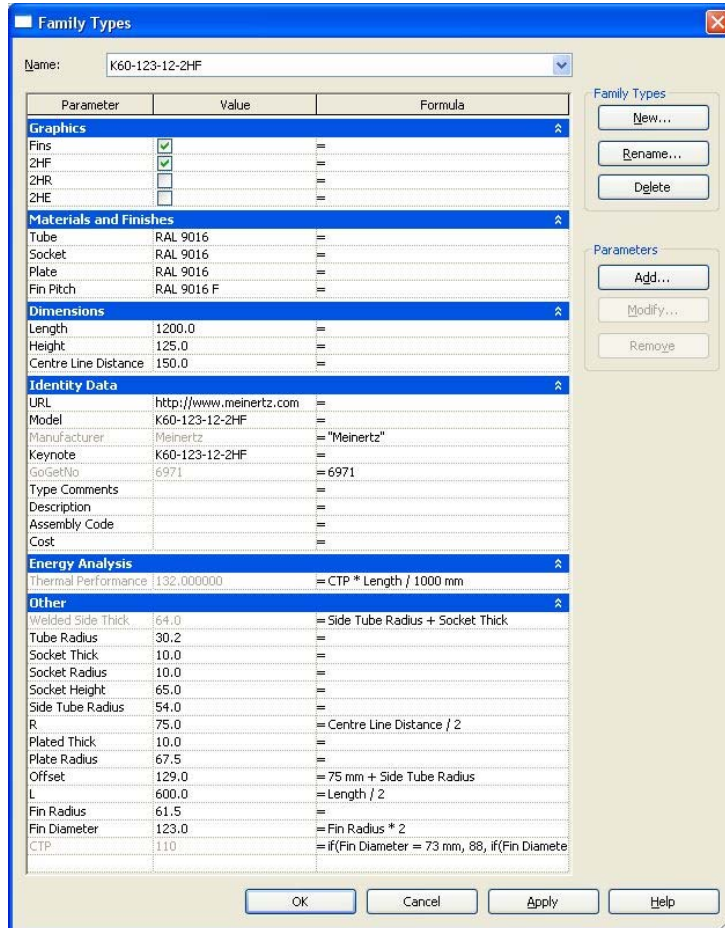 Family Types
Name: K60-123-12-2HF
Parameter Value Formula
Graphics
Fins =
2HF =
2HR =
2HE =
Materials and Finishes
Tube RAL 9016 =
Socket RAL 9016 =
Plate RAL 9016 =
Fin Pitch RAL 9016 F =
Dimensions
Length 1200.0 =
Height 125.0 =
Centre Line Distance 150.0 =
Identity Data
URL http://www.meinertz.com =
Model K60-123-12-2HF =
Manufacturer Meinertz = "Meinertz"
Keynote K60-123-12-2HF =
GoGetNo 6971 = 6971
Type Comments =
Description =
Assembly Code =
Cost =
Energy Analysis
Thermal Performance 132.000000 = CTP * Length / 1000 mm
Other
Welded Side Thick 64.0 = Side Tube Radius + Socket Thick
Tube Radius 30.2 =
Socket Thick 10.0 =
Socket Radius 10.0 =
Socket Height 65.0 =
Side Tube Radius 54.0 =
R 75.0 = Centre Line Distance / 2
Plated Thick 10.0 =
Plate Radius 67.5 =
Offset 129.0 = 75 mm + Side Tube Radius
L 600.0 = Length / 2
Fin Radius 61.5 =
Fin Diameter 123.0 = Fin Radius * 2
CTP 110 = if(Fin Diameter = 73 mm, 88, if(Fin Diamete
Family Types
New...
Rename...
Delete
Parameters
Add...
Modify...
Remove
OK Cancel Apply Help